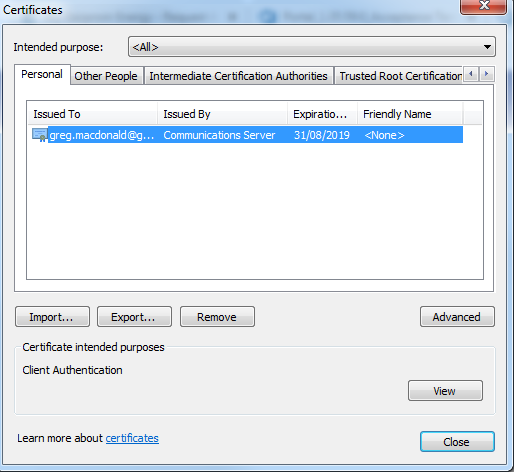 Certificates
Intended purpose: <All>
Personal Other People Intermediate Certification Authorities Trusted Root Certification
Issued To Issued By Expiratio... Friendly Name
greg.macdonald@g... Communications Server 31/08/2019 <None>
Import... Export... Remove Advanced
Certificate intended purposes
Client Authentication
View
Learn more about certificates
Close